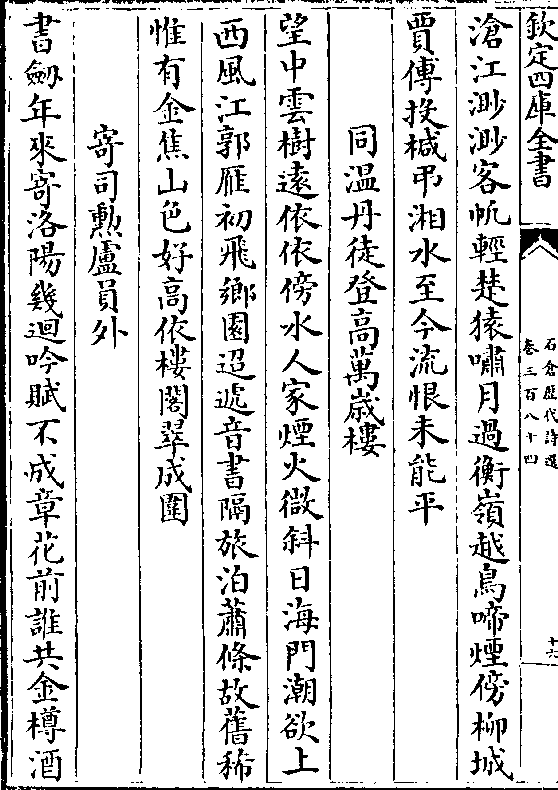 欽定四庫全書
石倉歷代詩選
卷三百八十四
十六
滄江渺渺客帆輕楚猿嘯月過衡嶺越鳥啼煙傍柳城
賈傅投椷弔湘水至今流恨未能平
同溫丹徒登高萬歲樓
望中雲樹遠依依傍水人家煙火微斜日海門潮欲上
西風江郭雁初飛鄉園迢遞音書隔旅泊蕭條故舊稀
惟有金焦山色好高依樓閣翠成圍
寄司勲盧員外
書劔年來寄洛陽幾迴吟賦不成章花前誰共金樽酒